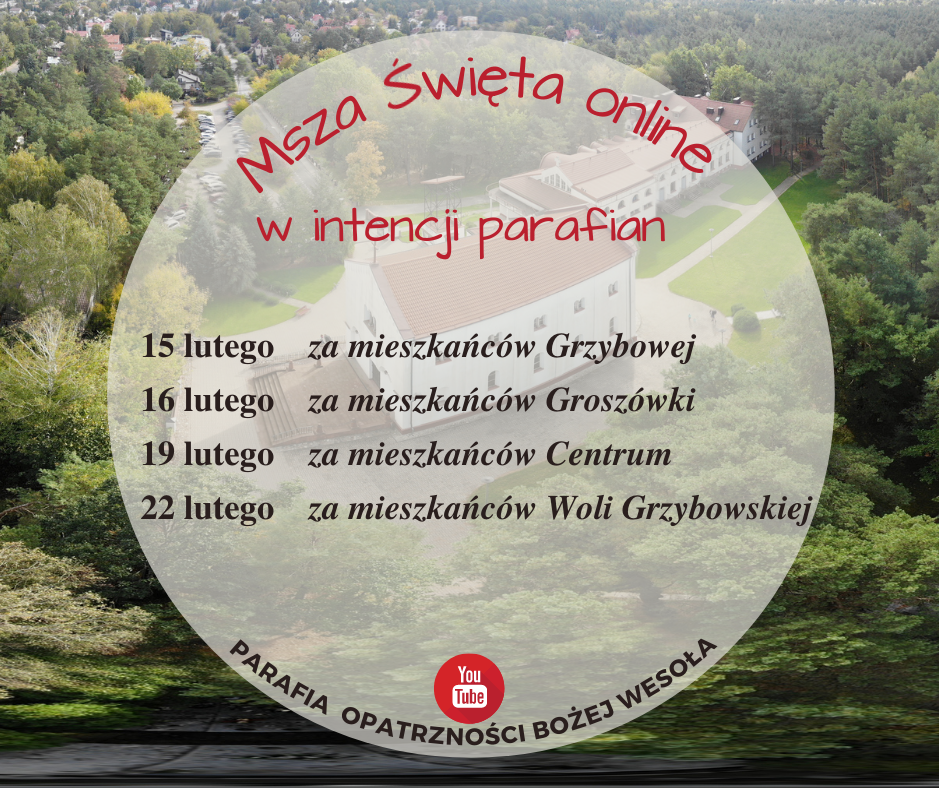 Msza Święta online
w intencji parafian
15 lutego za mieszkańców Grzybowej
16 lutego za mieszkańców Groszówki
19 lutego za mieszkańców Centrum
22 lutego za mieszkańców Woli Grzybowskiej
You
Tube
PARAFIA OPATRZNOŚCI BOŻEJ WESOŁA